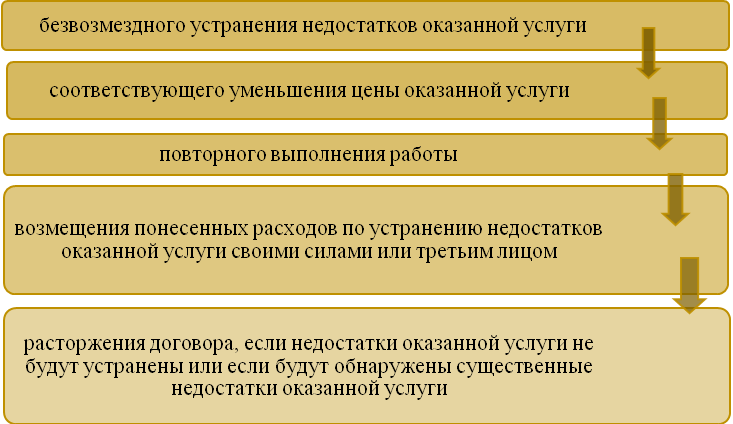 безвозмездного устранения недостатков оказанной услуги
соответствующего уменьшения цены оказанной услуги
повторного выполнения работы
возмещения понесенных расходов по устранению недостатков
оказанной услуги своими силами или третьим лицом
расторжения договора, если недостатки оказанной услуги не
будут устранены или если будут обнаружены существенные
недостатки оказанной услуги